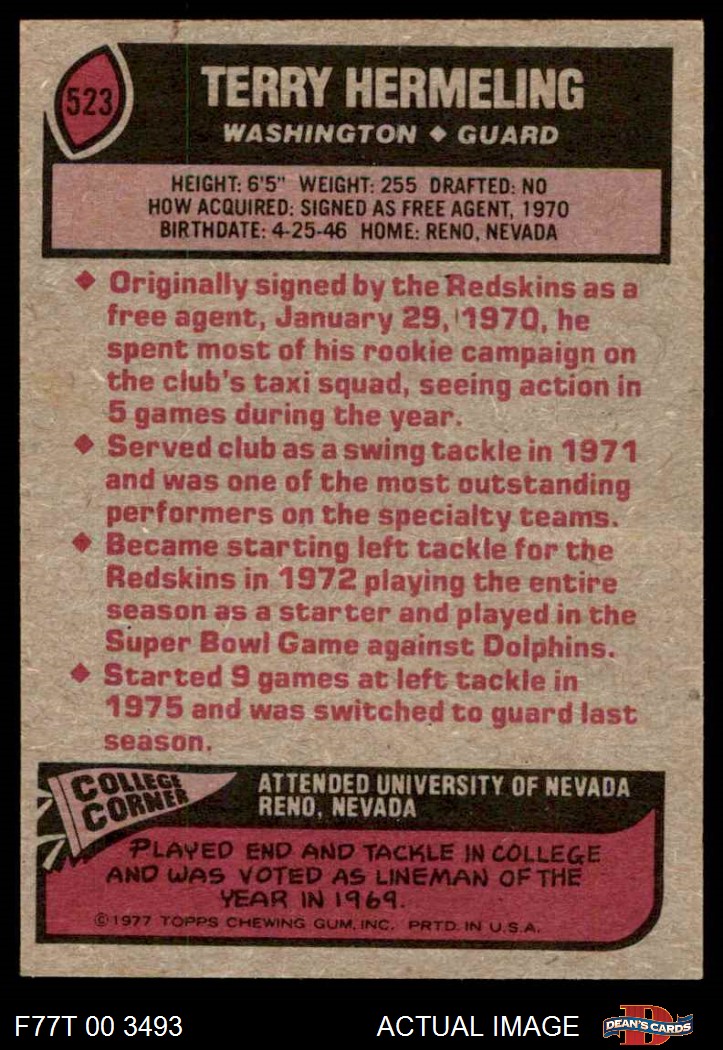 523
TERRY HERMELING
WASHINGTON ◆ GUARD
HEIGHT: 6'5" WEIGHT: 255 DRAFTED: NO
HOW ACQUIRED: SIGNED AS FREE AGENT, 1970
BIRTHDATE: 4-25-46 HOME: RENO, NEVADA
◆ Originally signed by the Redskins as a
free agent, January 29, 1970, he
spent most of his rookie campaign on
the club's taxi squad, seeing action in
5 games during the year.
◆ Served club as a swing tackle in 1971
and was one of the most outstanding
performers on the specialty teams.
◆ Became starting left tackle for the
Redskins in 1972 playing the entire
season as a starter and played in the
Super Bowl Game against Dolphins.
◆ Started 9 games at left tackle in
1975 and was switched to guard last
season.
COLLEGE
CORNER
ATTENDED UNIVERSITY OF NEVADA
RENO, NEVADA
PLAYED END AND TACKLE IN COLLEGE
AND WAS VOTED AS LINEMAN OF THE
YEAR IN 1969.
©1977 TOPPS CHEWING GUM, INC. PRTD. IN U.S.A.
F77T 00 3493
ACTUAL IMAGE
DEAN'S CARDS